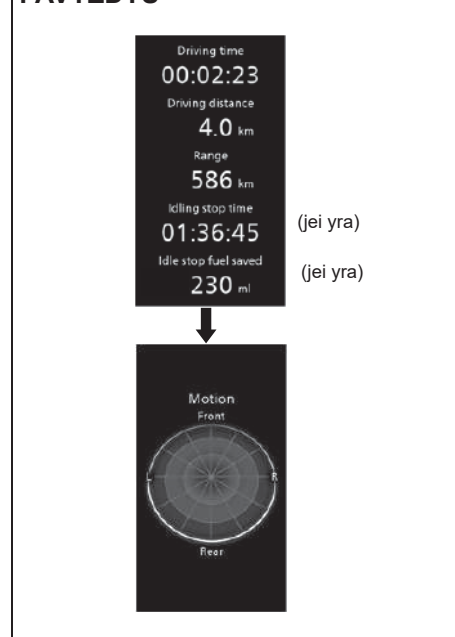 Driving time
00:02:23
Driving distance
4.0 km
Range
586 km
Idling stop time
01:36:45
(jei yra)
Idle stop fuel saved
(jei yra)
230 ml
Motion
Front
L R
Rear